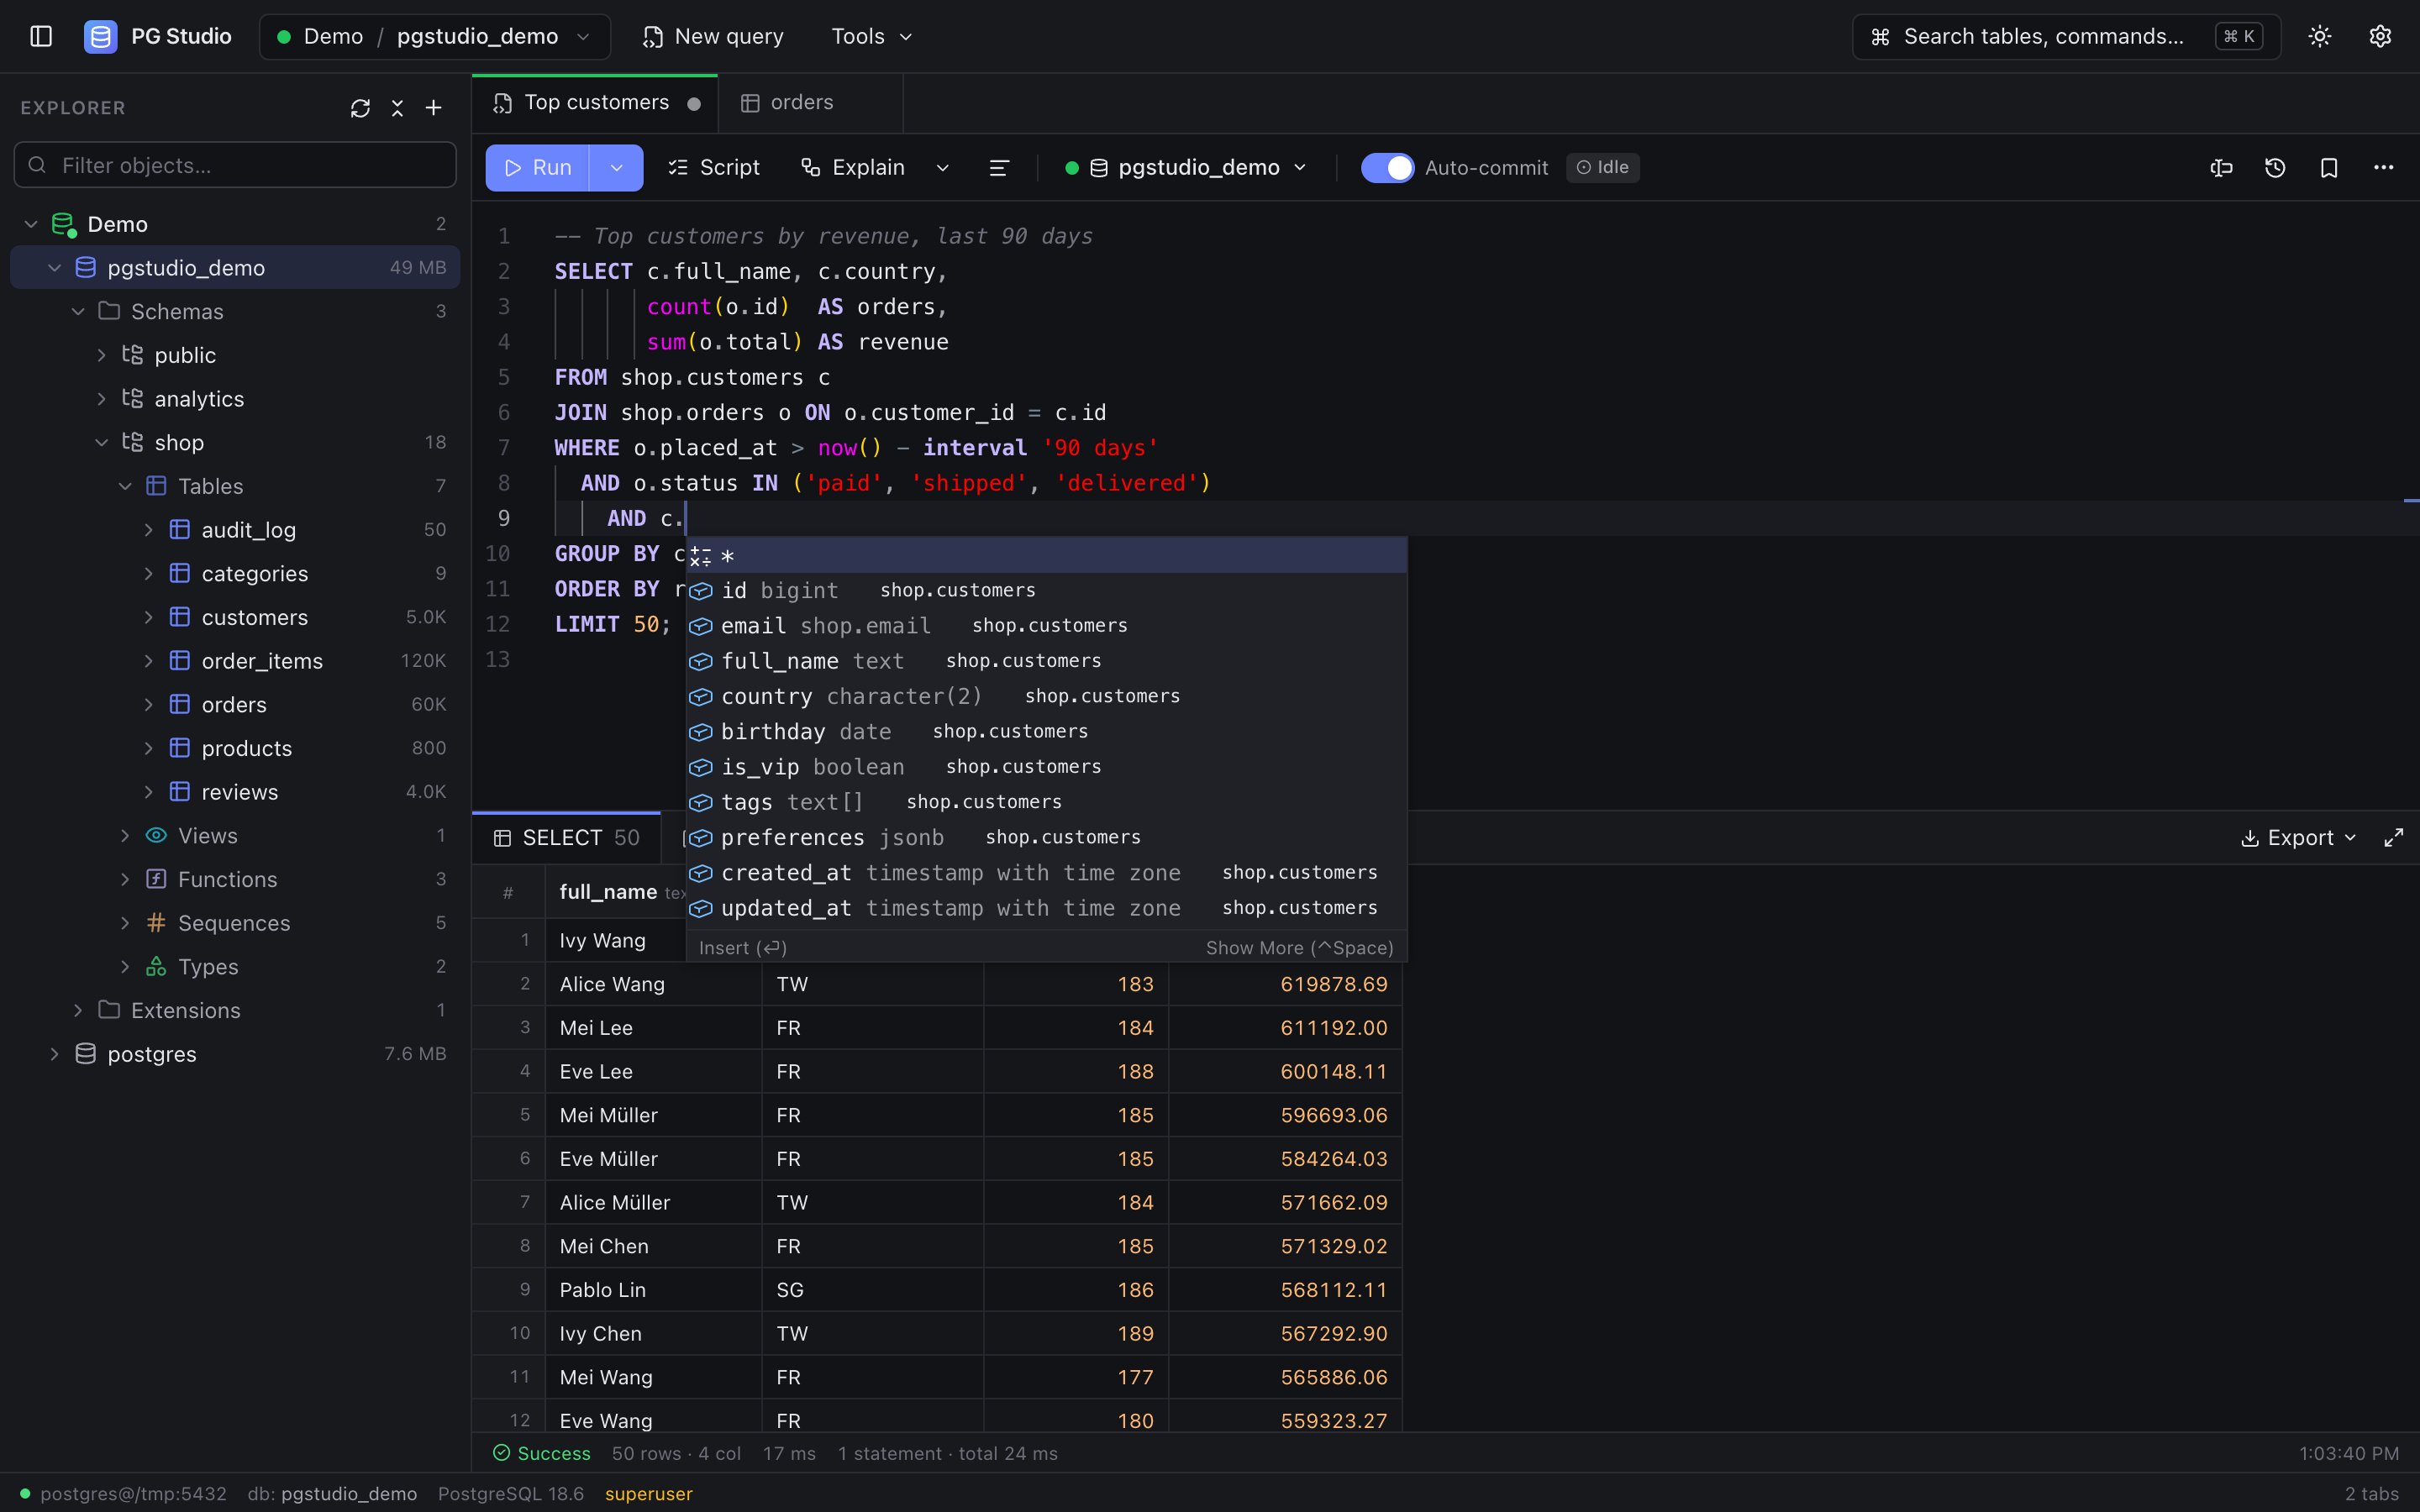 PG Studio
Demo / pgstudio_demo
New query
Tools
Search tables, commands...
⌘ K
EXPLORER
Filter objects...
Demo 2
pgstudio_demo 49 MB
Schemas 3
public
analytics
shop 18
Tables 7
audit_log 50
categories 9
customers 5.0K
order_items 120K
orders 60K
products 800
reviews 4.0K
Views 1
Functions 3
Sequences 5
Types 2
Extensions 1
postgres 7.6 MB
Top customers
orders
Run
Script
Explain
pgstudio_demo
Auto-commit
Idle
1 -- Top customers by revenue, last 90 days
2 SELECT c.full_name, c.country,
3 count(o.id) AS orders,
4 sum(o.total) AS revenue
5 FROM shop.customers c
6 JOIN shop.orders o ON o.customer_id = c.id
7 WHERE o.placed_at > now() - interval '90 days'
8 AND o.status IN ('paid', 'shipped', 'delivered')
9 AND c.
10 GROUP BY c
11 ORDER BY r
12 LIMIT 50;
13
*
id bigint shop.customers
email shop.email shop.customers
full_name text shop.customers
country character(2) shop.customers
birthday date shop.customers
is_vip boolean shop.customers
tags text[] shop.customers
preferences jsonb shop.customers
created_at timestamp with time zone shop.customers
updated_at timestamp with time zone shop.customers
Insert (⏎) Show More (^Space)
SELECT 50
Export
# full_name
1 Ivy Wang
2 Alice Wang TW 183 619878.69
3 Mei Lee FR 184 611192.00
4 Eve Lee FR 188 600148.11
5 Mei Müller FR 185 596693.06
6 Eve Müller FR 185 584264.03
7 Alice Müller TW 184 571662.09
8 Mei Chen FR 185 571329.02
9 Pablo Lin SG 186 568112.11
10 Ivy Chen TW 189 567292.90
11 Mei Wang FR 177 565886.06
12 Eve Wang FR 180 559323.27
Success 50 rows · 4 col 17 ms 1 statement · total 24 ms 1:03:40 PM
postgres@/tmp:5432 db: pgstudio_demo PostgreSQL 18.6 superuser 2 tabs